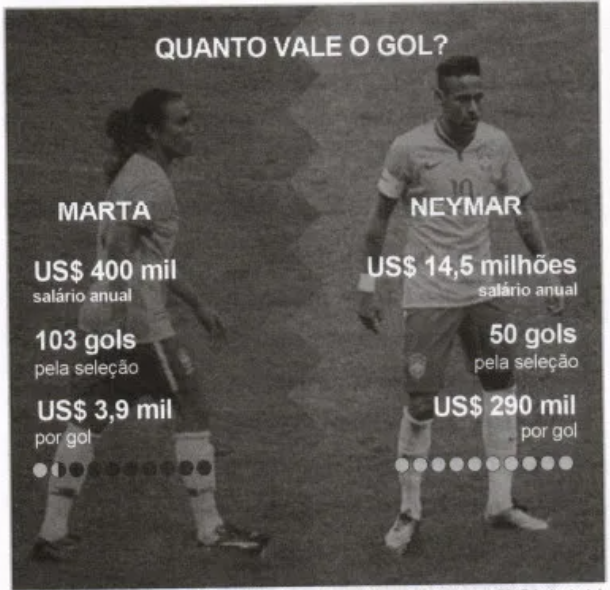 QUANTO VALE O GOL?
MARTA
US$ 400 mil
salário anual
103 gols
pela seleção
US$ 3,9 mil
por gol
NEYMAR
10
US$ 14,5 milhões
salário anual
50 gols
pela seleção
US$ 290 mil
por gol